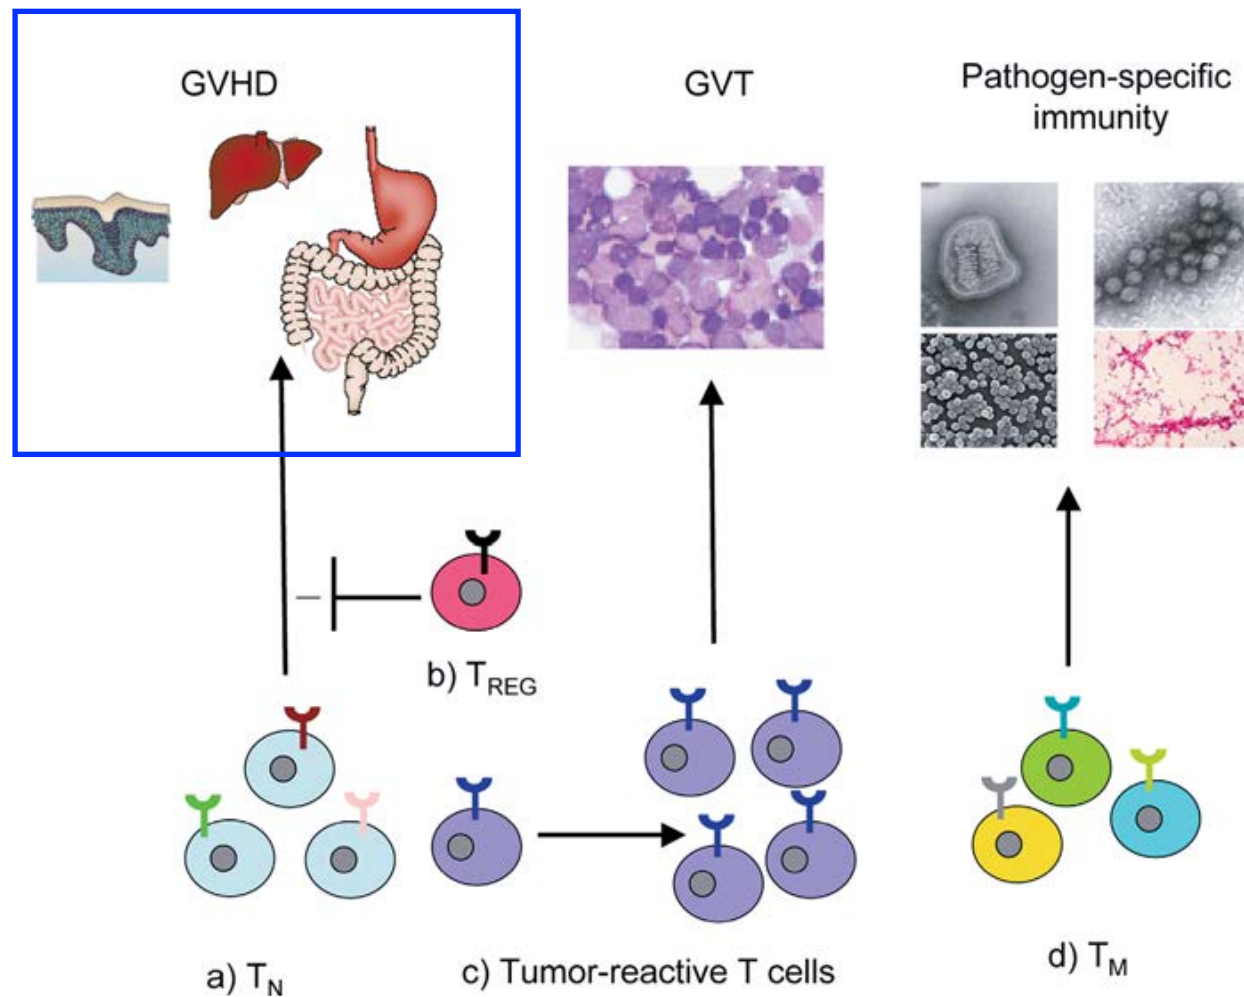 GVHD
GVT
Pathogen-specific
immunity
b) TREG
a) TN
c) Tumor-reactive T cells
d) TM